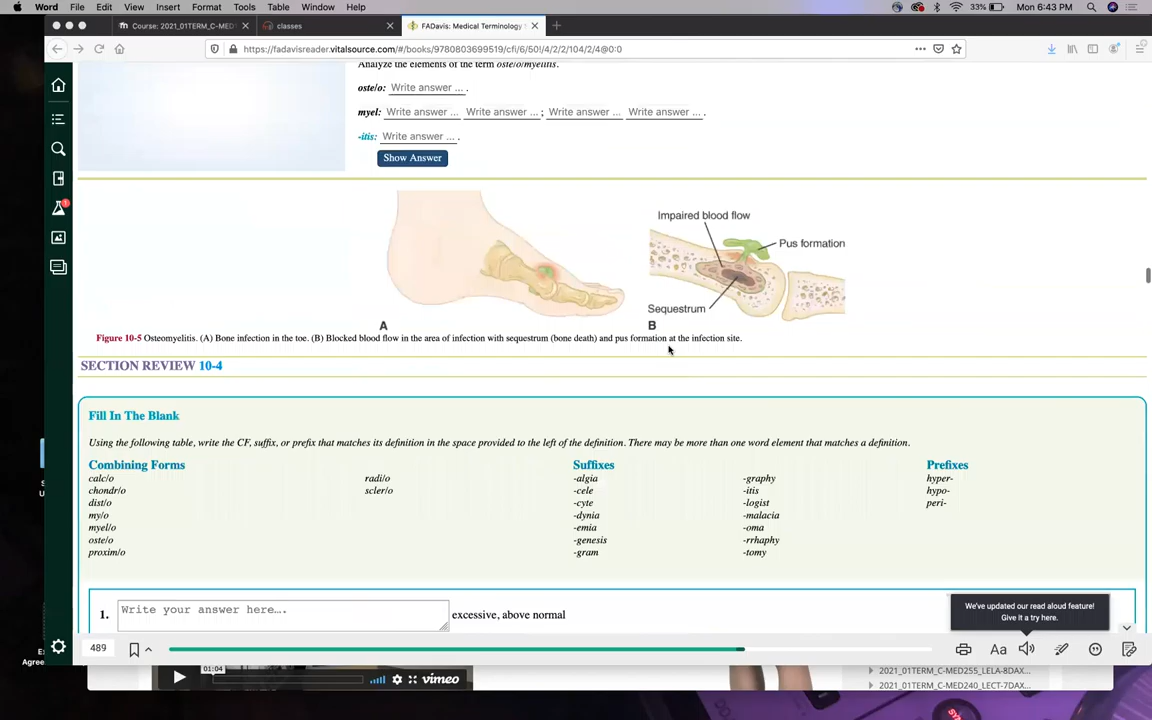 Word File Edit View Insert Format Tools Table Window Help 33% Mon 6:43 PM
Course: 2021_01TERM_C-MED classes FADavis: Medical Terminology
https://fadavisreader.vitalsource.com/#/books/9780803699519/cfi/6/50!/4/2/2/104/2/4@0:0
Analyze the elements of the term oste/o/myelitis.
oste/o: Write answer ... .
myel: Write answer ... Write answer ... ; Write answer ... Write answer ... .
-itis: Write answer ... .
Show Answer
Impaired blood flow
Pus formation
Sequestrum
A B
Figure 10-5 Osteomyelitis. (A) Bone infection in the toe. (B) Blocked blood flow in the area of infection with sequestrum (bone death) and pus formation at the infection site.
SECTION REVIEW 10-4
Fill In The Blank
Using the following table, write the CF, suffix, or prefix that matches its definition in the space provided to the left of the definition. There may be more than one word element that matches a definition.
Combining Forms Suffixes Prefixes
calc/o radi/o -algia -graphy hyper-
chondr/o scler/o -cele -itis hypo-
dist/o -cyte -logist peri-
my/o -dynia -malacia
myel/o -emia -oma
oste/o -genesis -rrhaphy
proxim/o -gram -tomy
1. Write your answer here.... excessive, above normal
We've updated our read aloud feature!
Give it a try here.
489 Aa
01:04
vimeo
2021_01TERM_C-MED255_LELA-8DAX...
2021_01TERM_C-MED240_LECT-7DAX...